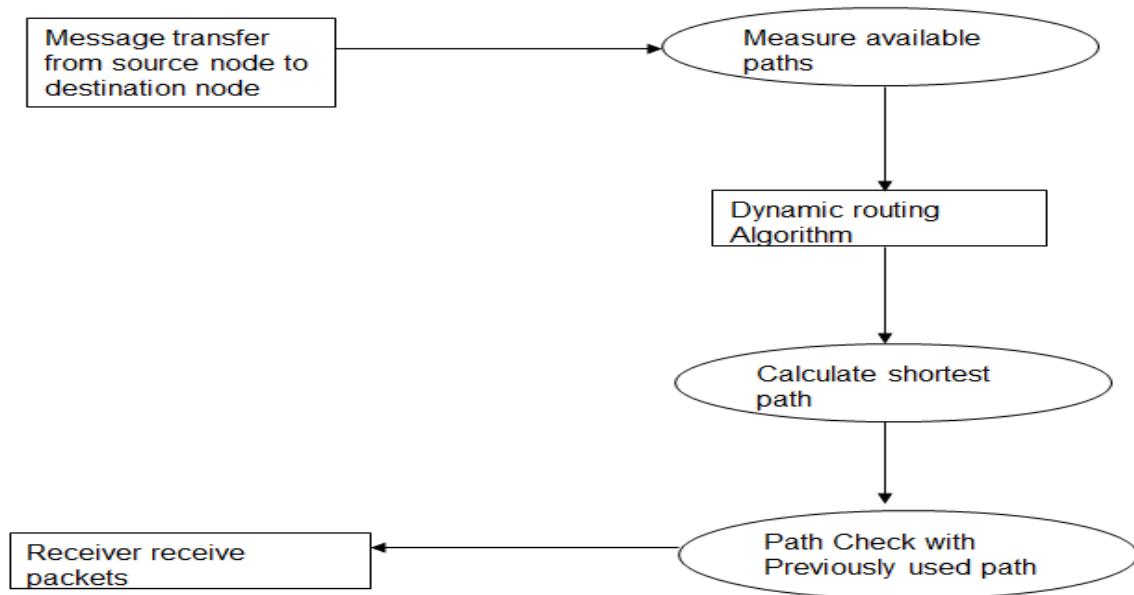 Message transfer
from source node to
destination node
Measure available
paths
Dynamic routing
Algorithm
Calculate shortest
path
Path Check with
Previously used path
Receiver receive
packets